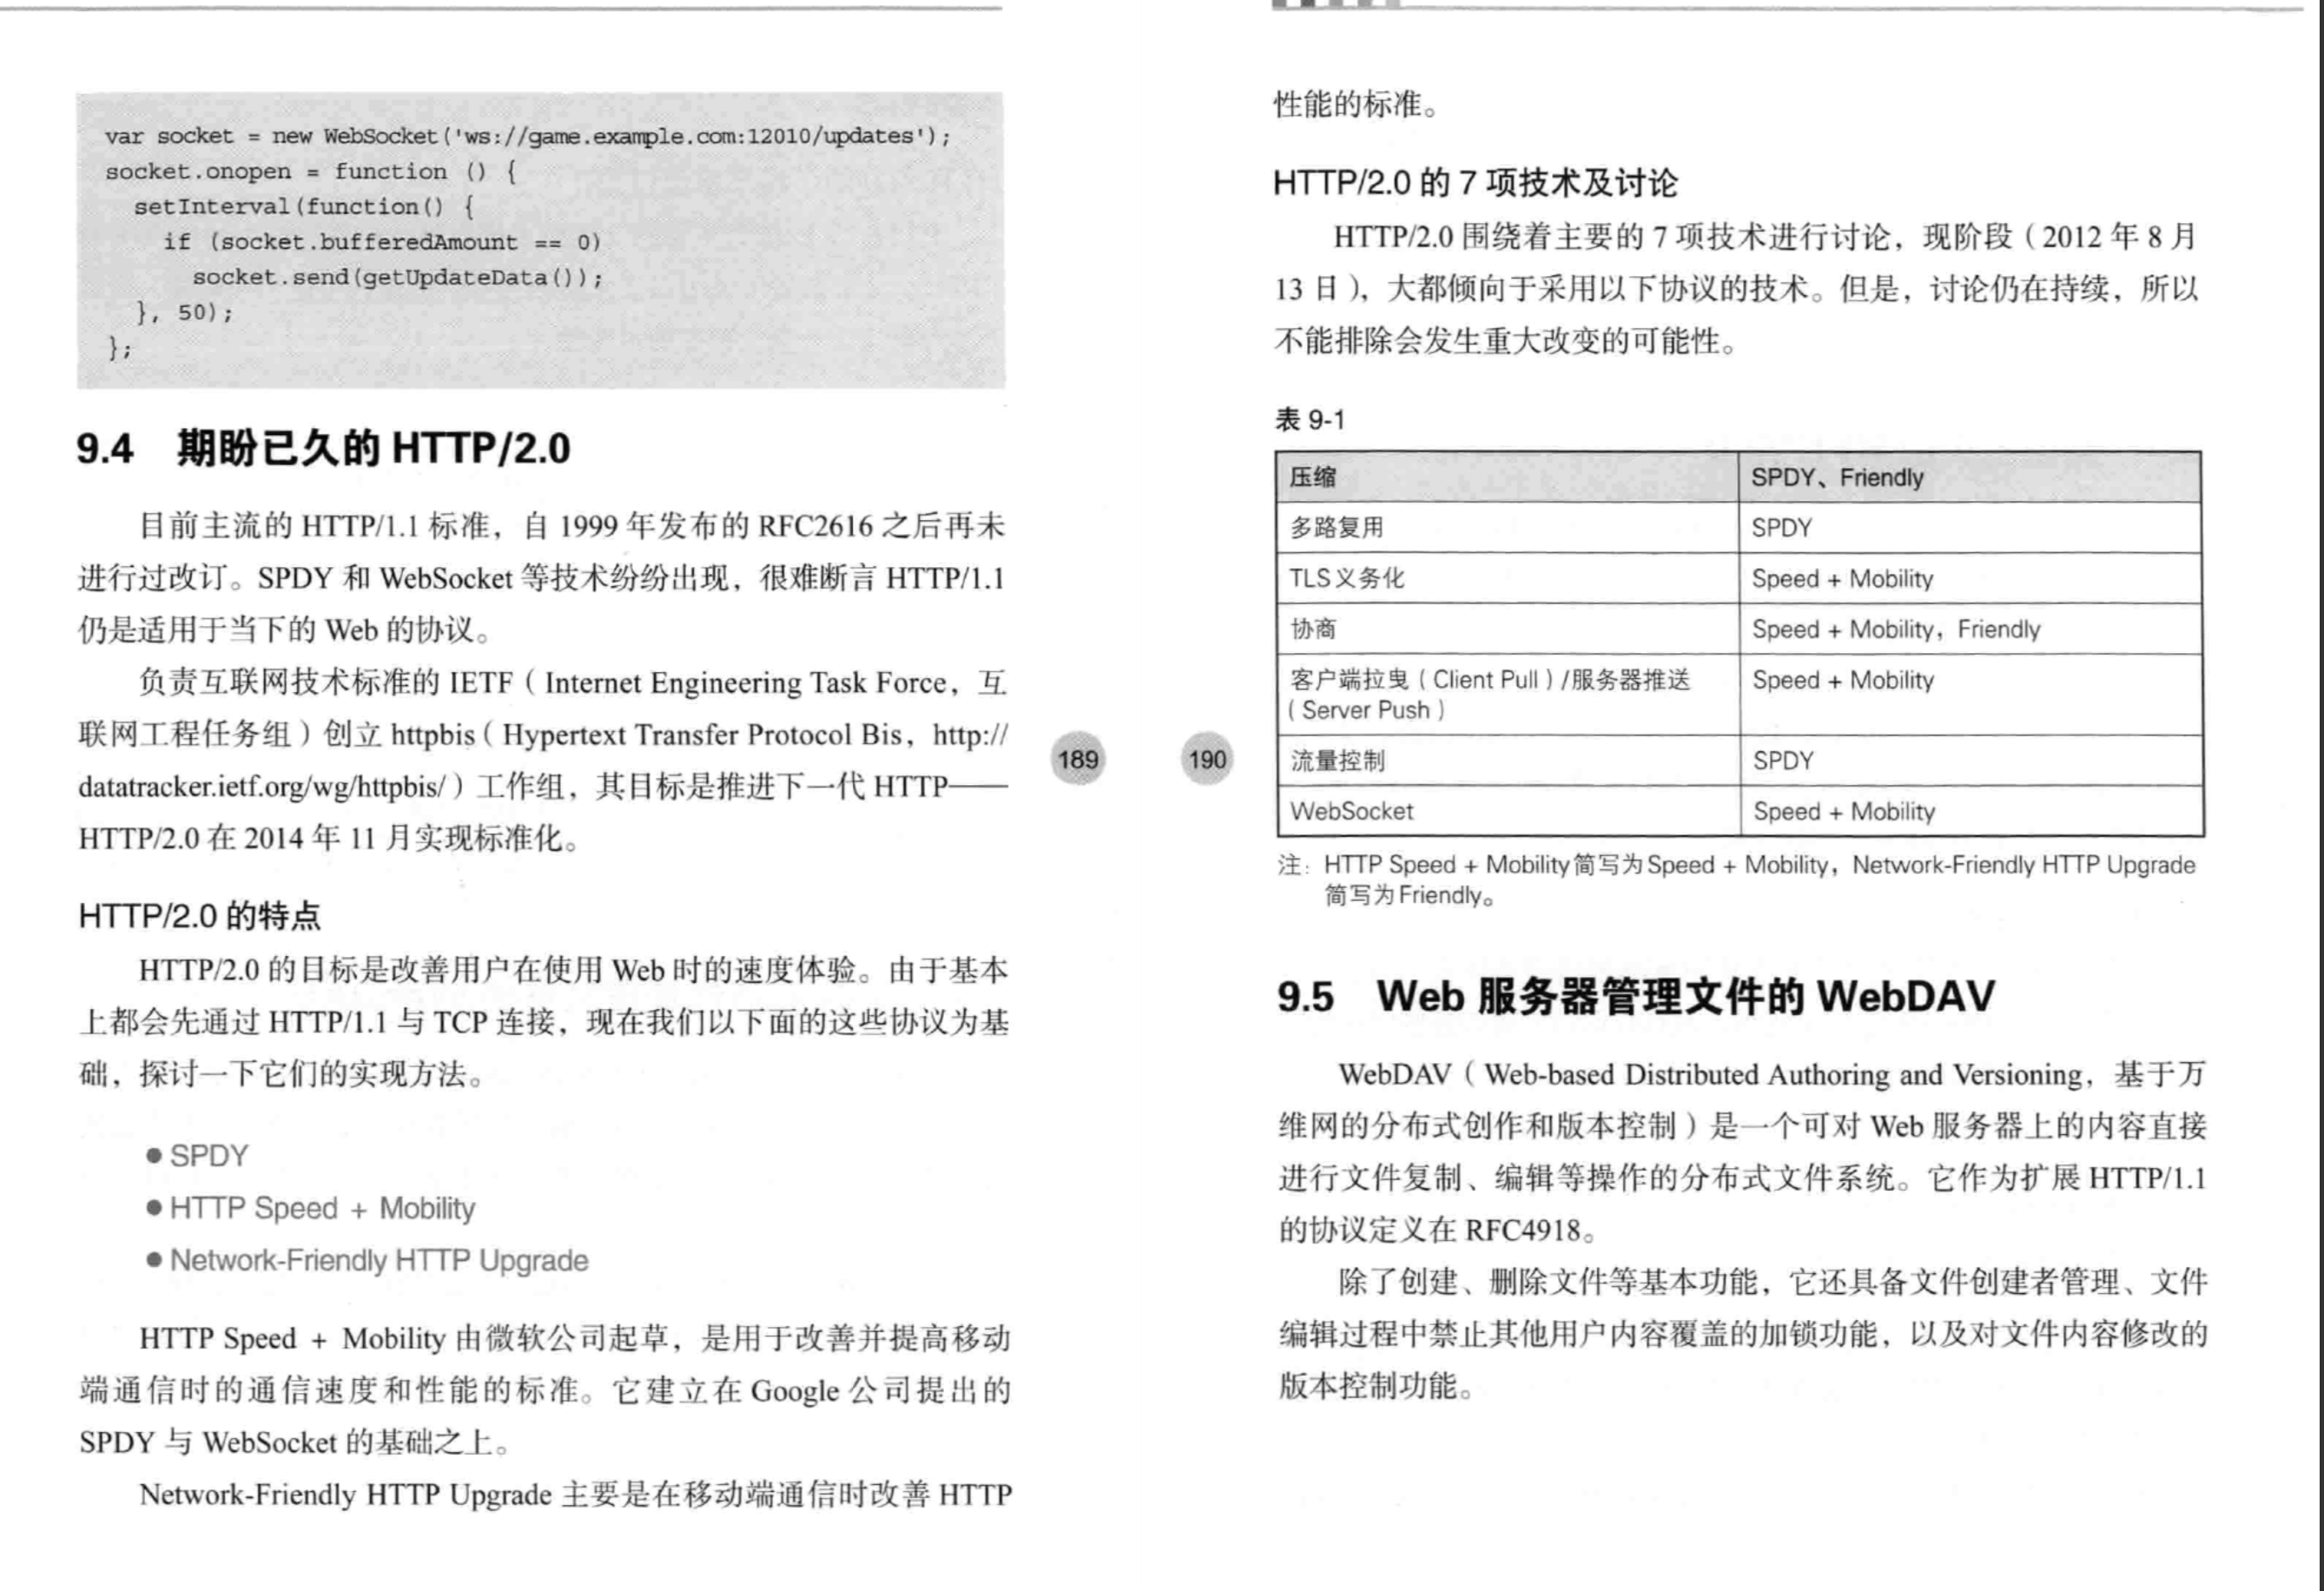 var socket = new WebSocket('ws://game.example.com:12010/updates');
socket.onopen = function () {
setInterval(function() {
if (socket.bufferedAmount == 0)
socket.send(getUpdateData());
}, 50);
};
9.4 期盼已久的 HTTP/2.0
目前主流的 HTTP/1.1 标准，自 1999 年发布的 RFC2616 之后再未
进行过改订。SPDY 和 WebSocket 等技术纷纷出现，很难断言 HTTP/1.1
仍是适用于当下的 Web 的协议。
负责互联网技术标准的 IETF（Internet Engineering Task Force，互
联网工程任务组）创立 httpbis（Hypertext Transfer Protocol Bis，http://
datatracker.ietf.org/wg/httpbis/）工作组，其目标是推进下一代 HTTP——
HTTP/2.0 在 2014 年 11 月实现标准化。
HTTP/2.0 的特点
HTTP/2.0 的目标是改善用户在使用 Web 时的速度体验。由于基本
上都会先通过 HTTP/1.1 与 TCP 连接，现在我们以下面的这些协议为基
础，探讨一下它们的实现方法。
● SPDY
● HTTP Speed + Mobility
● Network-Friendly HTTP Upgrade
HTTP Speed + Mobility 由微软公司起草，是用于改善并提高移动
端通信时的通信速度和性能的标准。它建立在 Google 公司提出的
SPDY 与 WebSocket 的基础之上。
Network-Friendly HTTP Upgrade 主要是在移动端通信时改善 HTTP
189
190
性能的标准。
HTTP/2.0 的 7 项技术及讨论
HTTP/2.0 围绕着主要的 7 项技术进行讨论，现阶段（2012 年 8 月
13 日），大都倾向于采用以下协议的技术。但是，讨论仍在持续，所以
不能排除会发生重大改变的可能性。
表 9-1
压缩 SPDY、Friendly
多路复用 SPDY
TLS义务化 Speed + Mobility
协商 Speed + Mobility，Friendly
客户端拉曳（Client Pull）/服务器推送 Speed + Mobility
（Server Push）
流量控制 SPDY
WebSocket Speed + Mobility
注：HTTP Speed + Mobility简写为Speed + Mobility，Network-Friendly HTTP Upgrade
简写为Friendly。
9.5 Web 服务器管理文件的 WebDAV
WebDAV（Web-based Distributed Authoring and Versioning，基于万
维网的分布式创作和版本控制）是一个可对 Web 服务器上的内容直接
进行文件复制、编辑等操作的分布式文件系统。它作为扩展 HTTP/1.1
的协议定义在 RFC4918。
除了创建、删除文件等基本功能，它还具备文件创建者管理、文件
编辑过程中禁止其他用户内容覆盖的加锁功能，以及对文件内容修改的
版本控制功能。